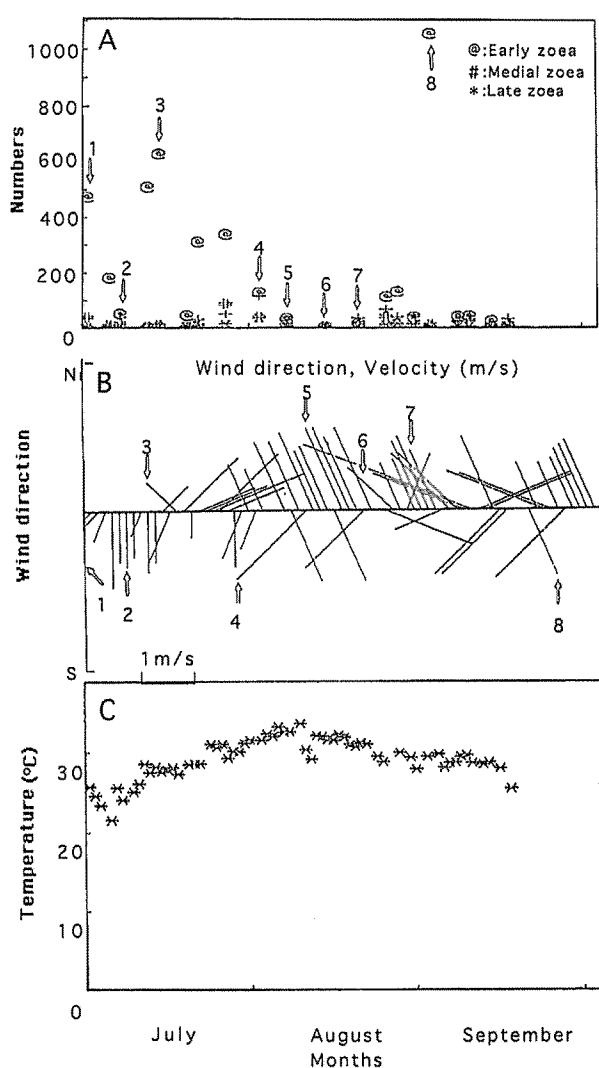 A
1000
800
600
400
200
0
Numbers
1
2
3
4
5
6
7
8
@:Early zoea
#:Medial zoea
*:Late zoea
B
Wind direction, Velocity (m/s)
N
S
Wind direction
1
2
3
4
5
6
7
8
1m/s
C
30
20
10
0
Temperature (ºC)
July
August
September
Months